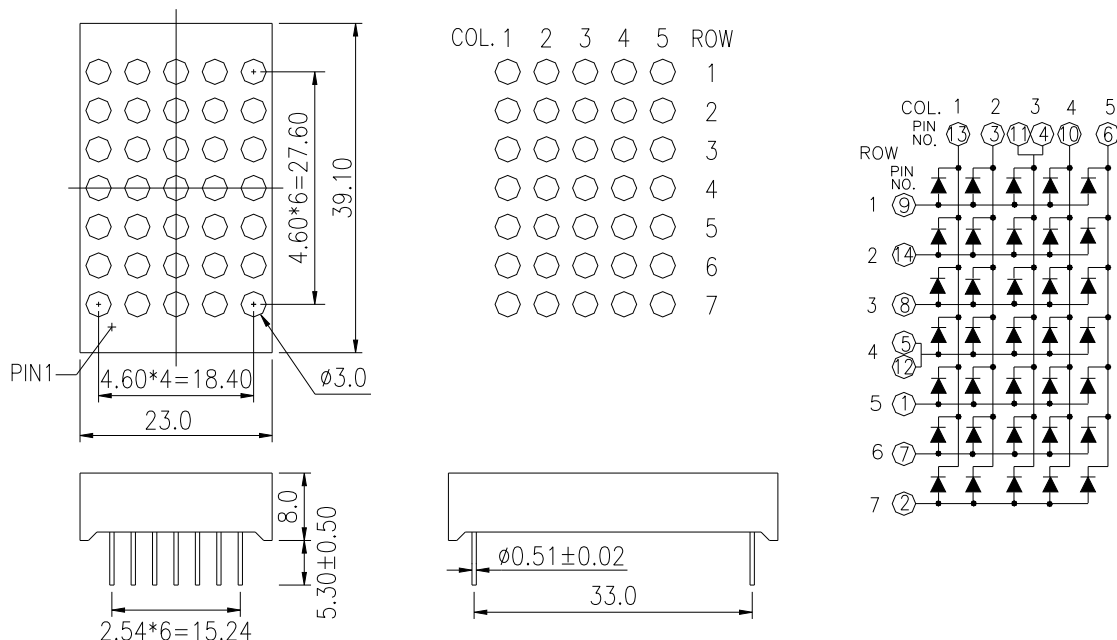 4.60*6=27.60
39.10
PIN1
4.60*4=18.40
ø3.0
23.0
COL. 1 2 3 4 5 ROW
1
2
3
4
5
6
7
COL. 1 2 3 4 5
PIN NO. 13 3 11 4 10 6
ROW
PIN NO.
1 9
2 14
3 8
4 5 12
5 1
6 7
7 2
8.0
5.30±0.50
2.54*6=15.24
ø0.51±0.02
33.0